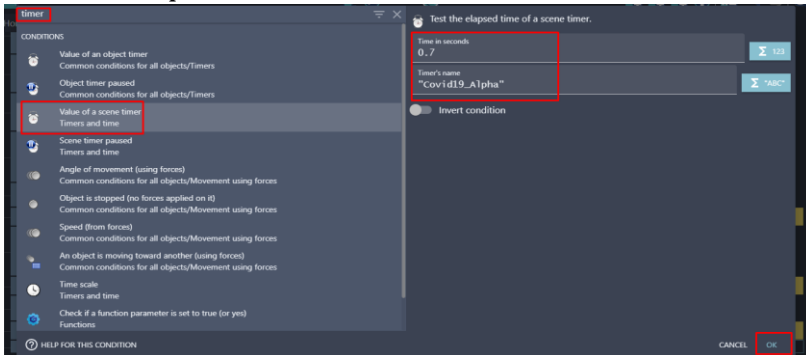 timer
CONDITIONS
Value of an object timer
Common conditions for all objects/Timers
Object timer paused
Common conditions for all objects/Timers
Value of a scene timer
Timers and time
Scene timer paused
Timers and time
Angle of movement (using forces)
Common conditions for all objects/Movement using forces
Object is stopped (no forces applied on it)
Common conditions for all objects/Movement using forces
Speed (from forces)
Common conditions for all objects/Movement using forces
An object is moving toward another (using forces)
Common conditions for all objects/Movement using forces
Time scale
Timers and time
Check if a function parameter is set to true (or yes)
Functions
HELP FOR THIS CONDITION
Test the elapsed time of a scene timer.
Time in seconds
0.7
Σ 123
Timer's name
"Covid19_Alpha"
Σ "ABC"
Invert condition
CANCEL
OK